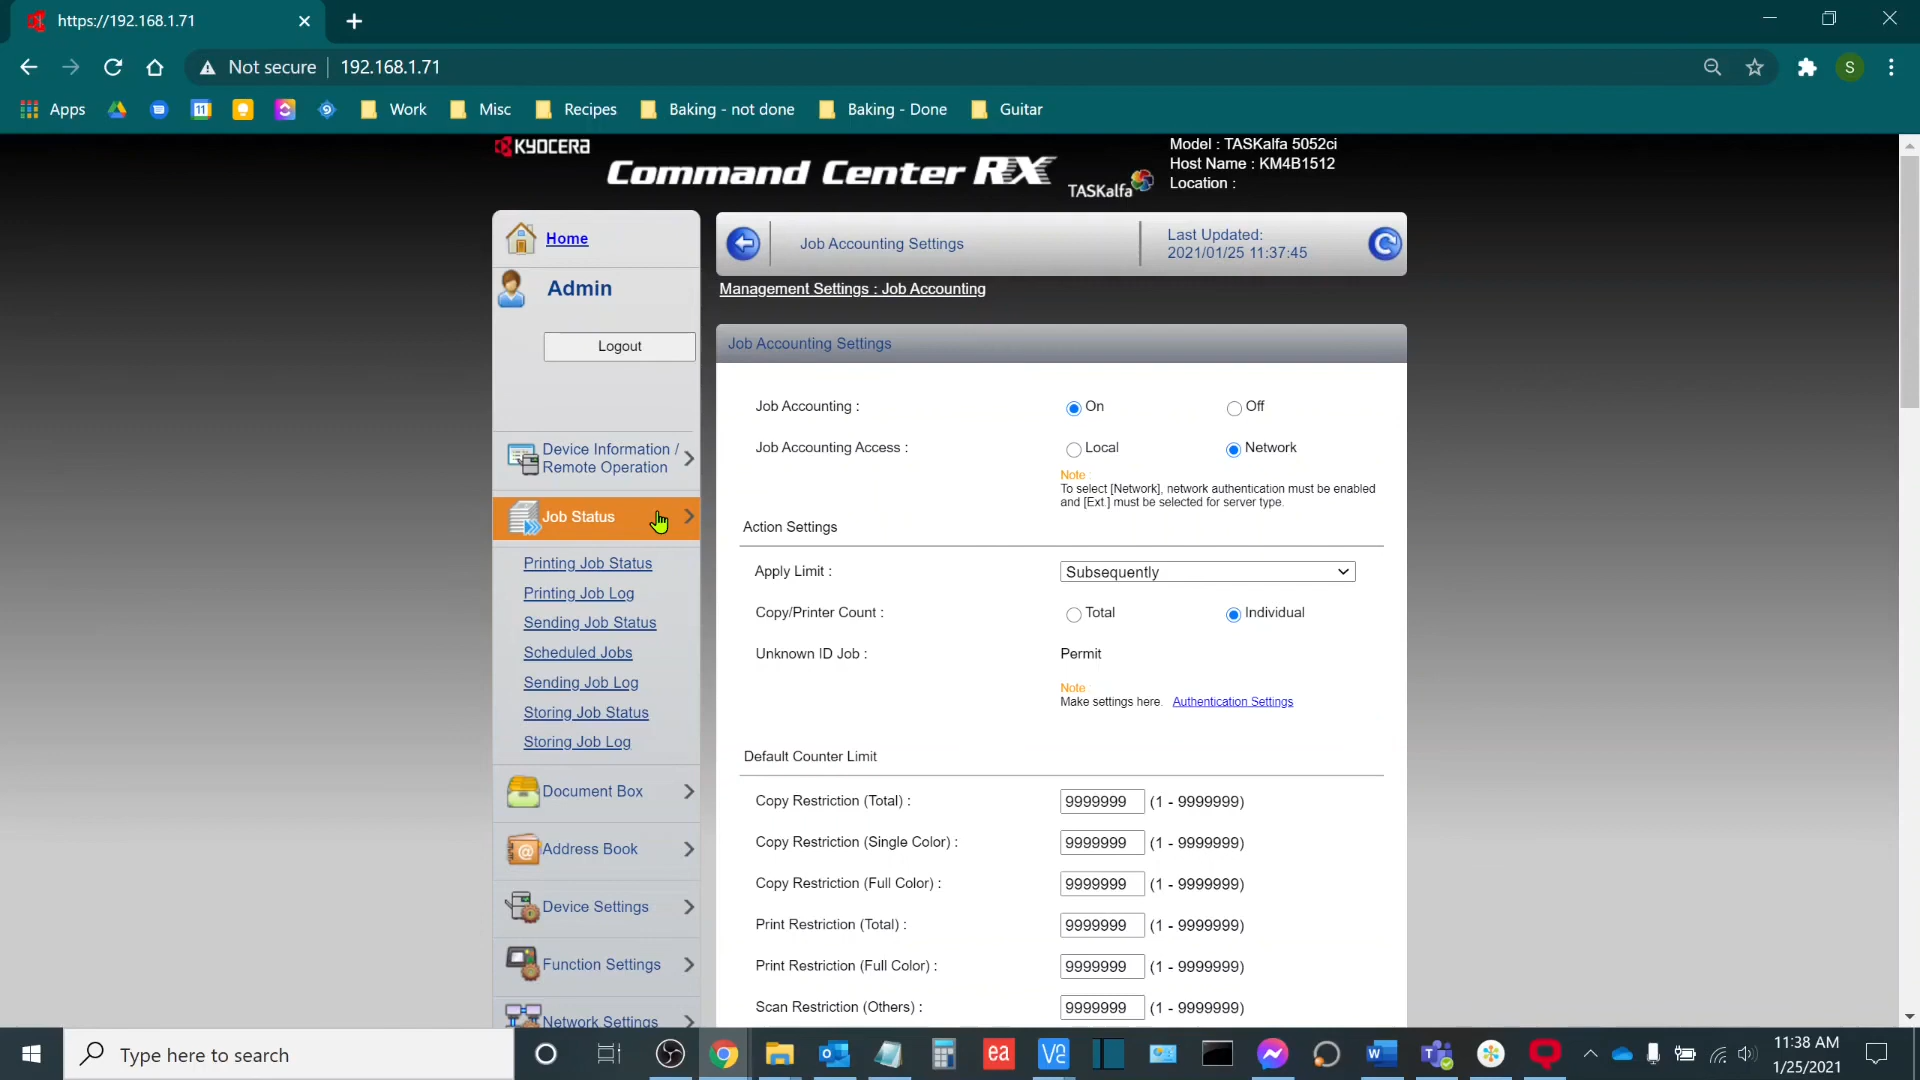 https://192.168.1.71
Not secure
192.168.1.71
Apps
Work
Misc
Recipes
Baking - not done
Baking - Done
Guitar
S
KYOCERA
Command Center RX
TASKalfa
Model : TASKalfa 5052ci
Host Name : KM4B1512
Location :
Home
Admin
Logout
Device Information /
Remote Operation
Job Status
Printing Job Status
Printing Job Log
Sending Job Status
Scheduled Jobs
Sending Job Log
Storing Job Status
Storing Job Log
Document Box
Address Book
Device Settings
Function Settings
Network Settings
Job Accounting Settings
Last Updated:
2021/01/25 11:37:45
Management Settings : Job Accounting
Job Accounting Settings
Job Accounting : On Off
Job Accounting Access : Local Network
Note :
To select [Network], network authentication must be enabled
and [Ext.] must be selected for server type.
Action Settings
Apply Limit : Subsequently
Copy/Printer Count : Total Individual
Unknown ID Job : Permit
Note
Make settings here. Authentication Settings
Default Counter Limit
Copy Restriction (Total) : 9999999 (1 - 9999999)
Copy Restriction (Single Color) : 9999999 (1 - 9999999)
Copy Restriction (Full Color) : 9999999 (1 - 9999999)
Print Restriction (Total) : 9999999 (1 - 9999999)
Print Restriction (Full Color) : 9999999 (1 - 9999999)
Scan Restriction (Others) : 9999999 (1 - 9999999)
Type here to search
ea
11:38 AM
1/25/2021